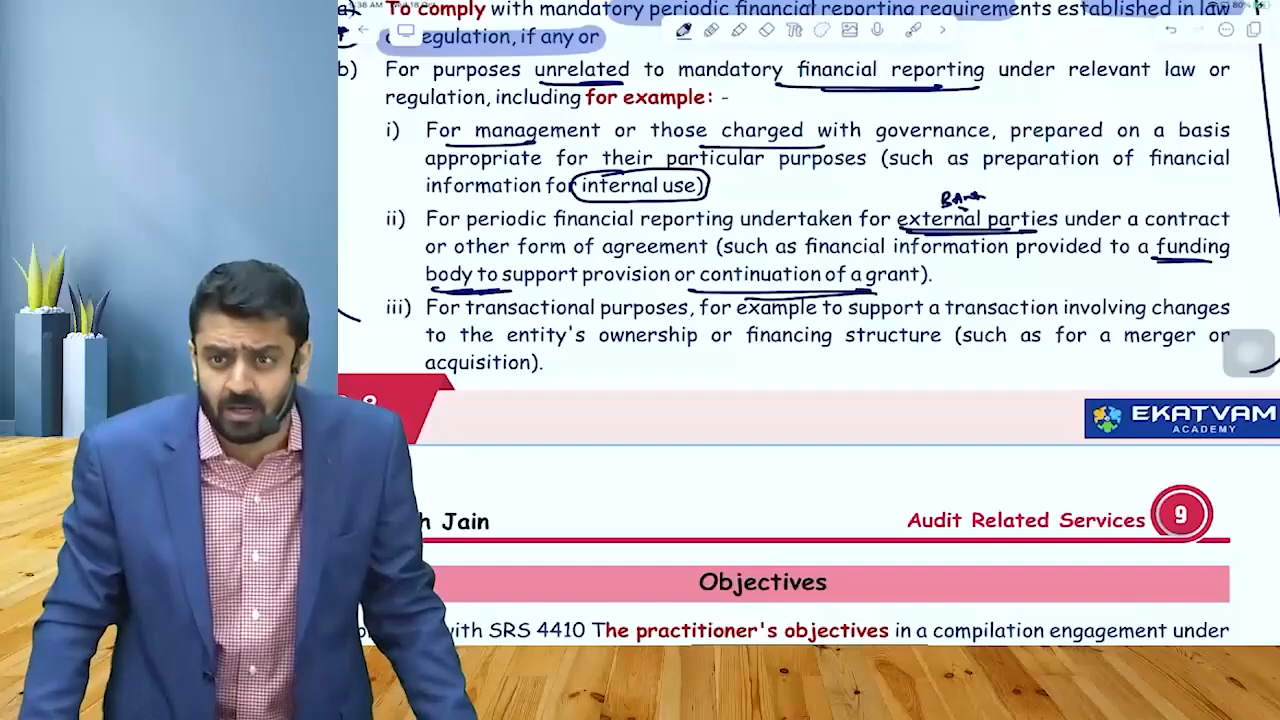 To comply with mandatory periodic financial reporting requirements established in law
regulation, if any or
b) For purposes unrelated to mandatory financial reporting under relevant law or
regulation, including for example: -
i) For management or those charged with governance, prepared on a basis
appropriate for their particular purposes (such as preparation of financial
information for internal use)
Bank
ii) For periodic financial reporting undertaken for external parties under a contract
or other form of agreement (such as financial information provided to a funding
body to support provision or continuation of a grant).
iii) For transactional purposes, for example to support a transaction involving changes
to the entity's ownership or financing structure (such as for a merger or
acquisition).
EKATVAM
ACADEMY
h Jain
Audit Related Services 9
Objectives
with SRS 4410 The practitioner's objectives in a compilation engagement under